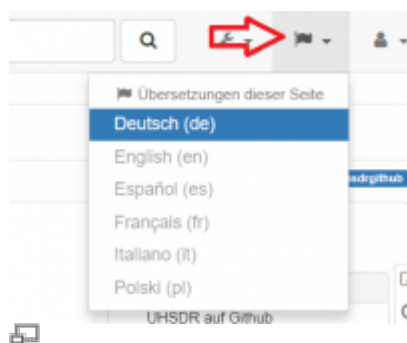 Übersetzungen dieser Seite
Deutsch (de)
English (en)
Español (es)
Français (fr)
Italiano (it)
Polski (pl)
UHSDR auf Github